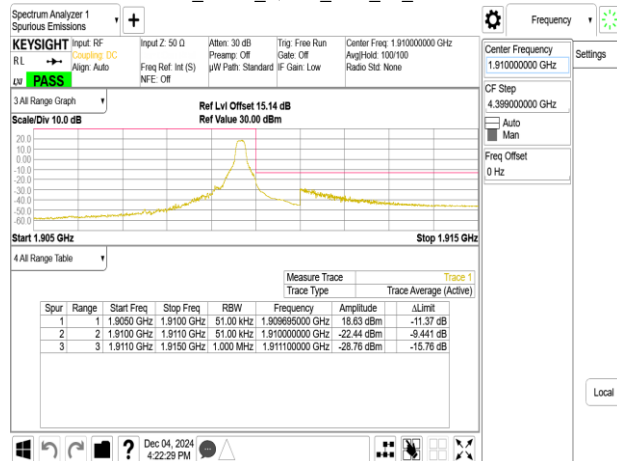 Spectrum Analyzer 1
Spurious Emissions
KEYSIGHT Input: RF Input Z: 50 Ω Atten: 30 dB Trig: Free Run Center Freq: 1.910000000 GHz
RL Coupling: DC Preamp: Off Gate: Off Avg|Hold: 100/100
Align: Auto Freq Ref: Int (S) µW Path: Standard IF Gain: Low Radio Std: None
LXI PASS NFE: Off
3 All Range Graph
Ref Lvl Offset 15.14 dB
Scale/Div 10.0 dB Ref Value 30.00 dBm
20.0
10.0
0.00
-10.0
-20.0
-30.0
-40.0
-50.0
-60.0
Start 1.905 GHz Stop 1.915 GHz
4 All Range Table
Measure Trace Trace 1
Trace Type Trace Average (Active)
Spur Range Start Freq Stop Freq RBW Frequency Amplitude ΔLimit
1 1 1.9050 GHz 1.9100 GHz 51.00 kHz 1.909695000 GHz 18.63 dBm -11.37 dB
2 2 1.9100 GHz 1.9110 GHz 51.00 kHz 1.910000000 GHz -22.44 dBm -9.441 dB
3 3 1.9110 GHz 1.9150 GHz 1.000 MHz 1.911100000 GHz -28.76 dBm -15.76 dB
Dec 04, 2024
4:22:29 PM
Frequency
Center Frequency
1.910000000 GHz
Settings
CF Step
4.399000000 GHz
Auto
Man
Freq Offset
0 Hz
Local